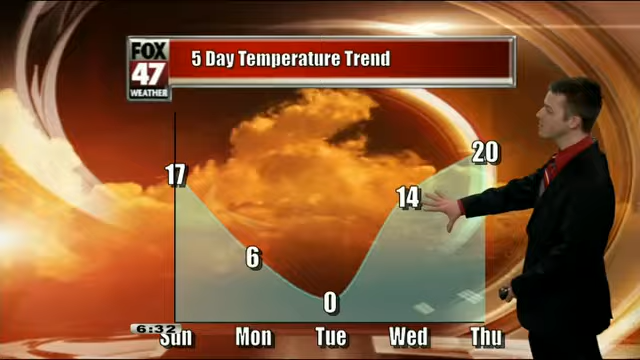 FOX
47
WEATHER
5 Day Temperature Trend
17
6
0
14
20
6:32
Sun Mon Tue Wed Thu